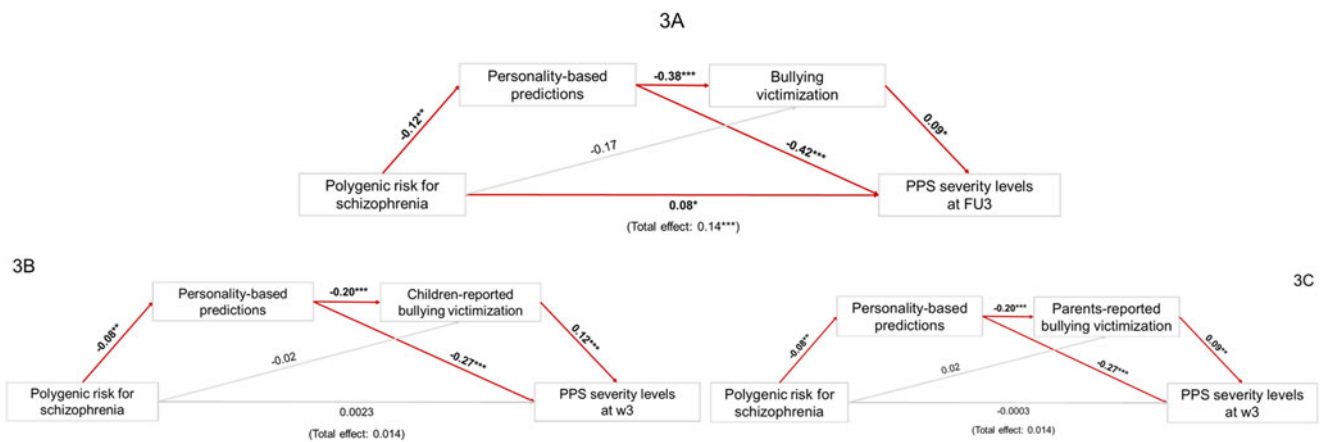 3A
Personality-based
predictions
-0.38***
Bullying
victimization
-0.12**
0.09*
-0.17
-0.42***
Polygenic risk for
schizophrenia
PPS severity levels
at FU3
0.08*
(Total effect: 0.14***)
3B
Personality-based
predictions
-0.20***
Children-reported
bullying victimization
-0.08**
0.12***
-0.02
-0.27***
Polygenic risk for
schizophrenia
PPS severity levels
at w3
0.0023
(Total effect: 0.014)
3C
Personality-based
predictions
-0.20***
Parents-reported
bullying victimization
-0.08**
0.09**
0.02
-0.27***
Polygenic risk for
schizophrenia
PPS severity levels
at w3
-0.0003
(Total effect: 0.014)